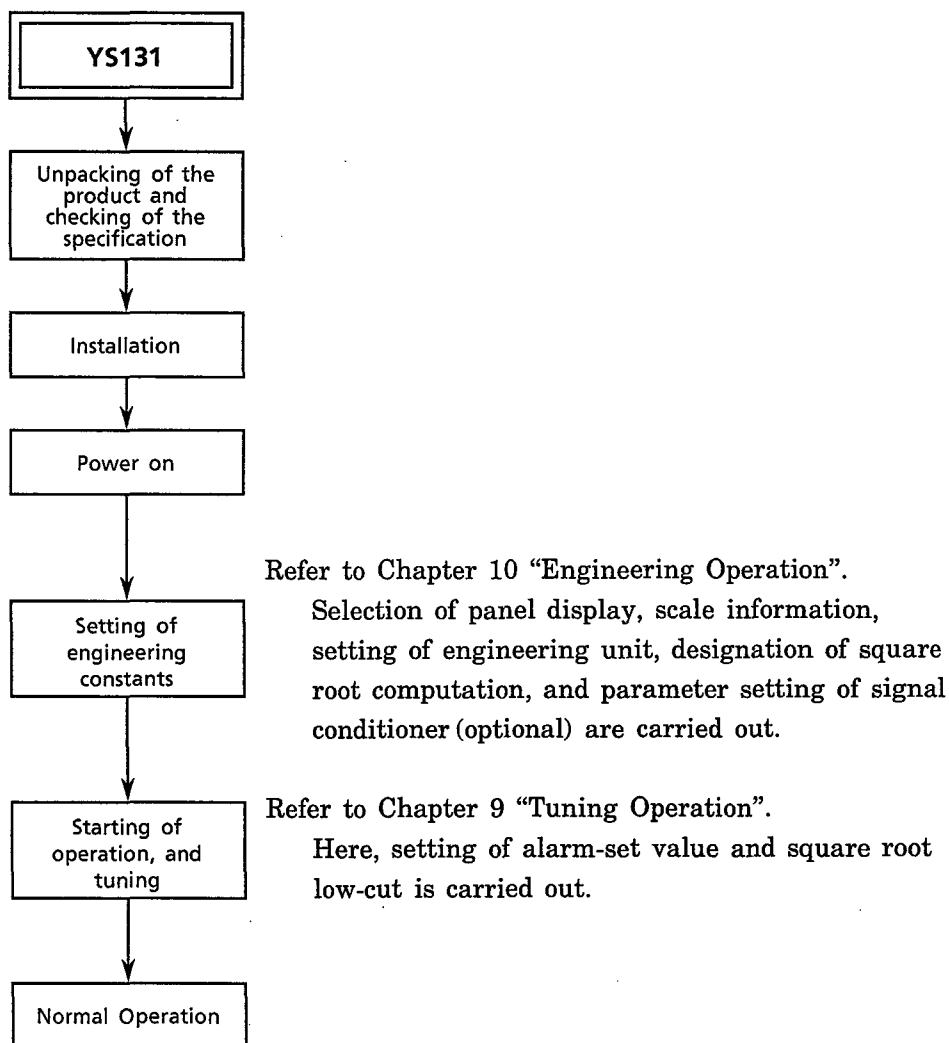 YS131
Unpacking of the
product and
checking of the
specification
Installation
Power on
Setting of
engineering
constants
Refer to Chapter 10 “Engineering Operation”.
Selection of panel display, scale information,
setting of engineering unit, designation of square
root computation, and parameter setting of signal
conditioner (optional) are carried out.
Starting of
operation, and
tuning
Refer to Chapter 9 “Tuning Operation”.
Here, setting of alarm-set value and square root
low-cut is carried out.
Normal Operation